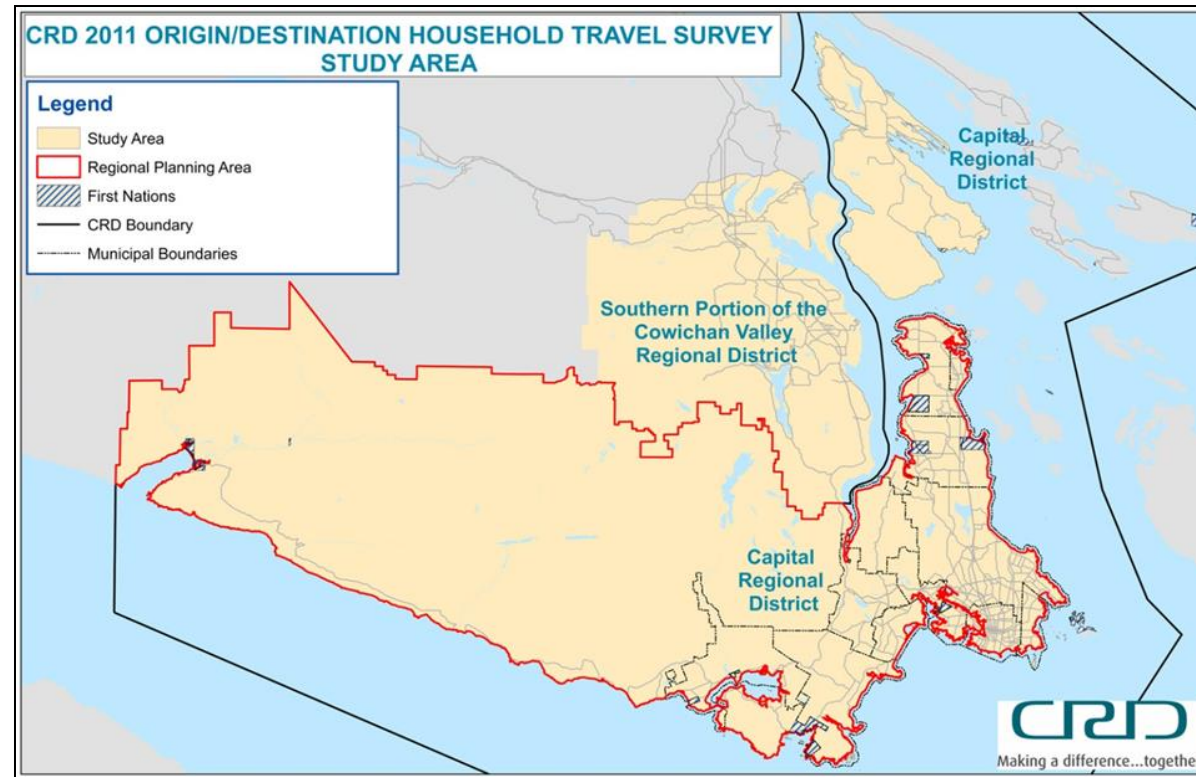 CRD 2011 ORIGIN/DESTINATION HOUSEHOLD TRAVEL SURVEY
STUDY AREA
Legend
Study Area
Regional Planning Area
First Nations
CRD Boundary
Municipal Boundaries
Capital
Regional
District
Southern Portion of the
Cowichan Valley
Regional District
Capital
Regional
District
CRD
Making a difference...together